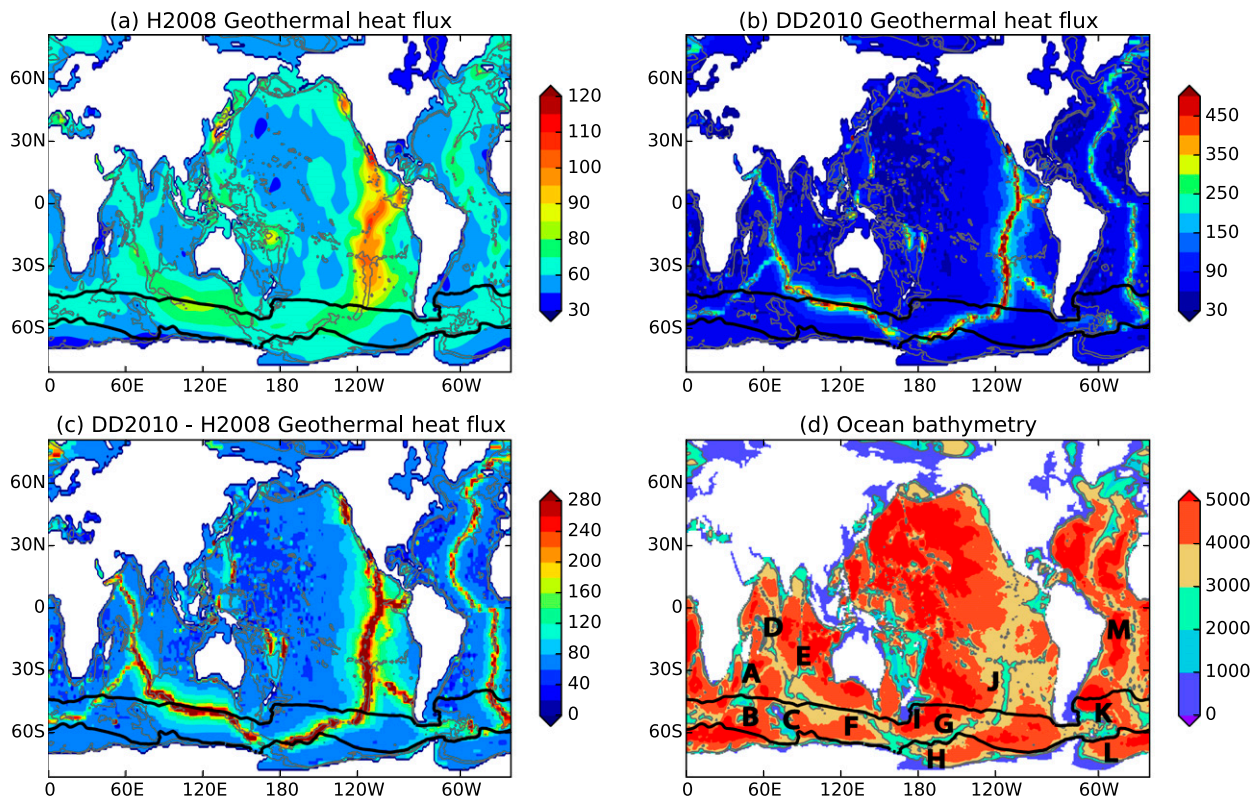 (a) H2008 Geothermal heat flux
60N
30N
0
30S
60S
0 60E 120E 180 120W 60W
120
110
100
90
80
60
30
(b) DD2010 Geothermal heat flux
60N
30N
0
30S
60S
0 60E 120E 180 120W 60W
450
350
250
150
90
30
(c) DD2010 - H2008 Geothermal heat flux
60N
30N
0
30S
60S
0 60E 120E 180 120W 60W
280
240
200
160
120
80
40
0
(d) Ocean bathymetry
60N
30N
0
30S
60S
0 60E 120E 180 120W 60W
D M
E
A J
B C F I G K
H L
5000
4000
3000
2000
1000
0